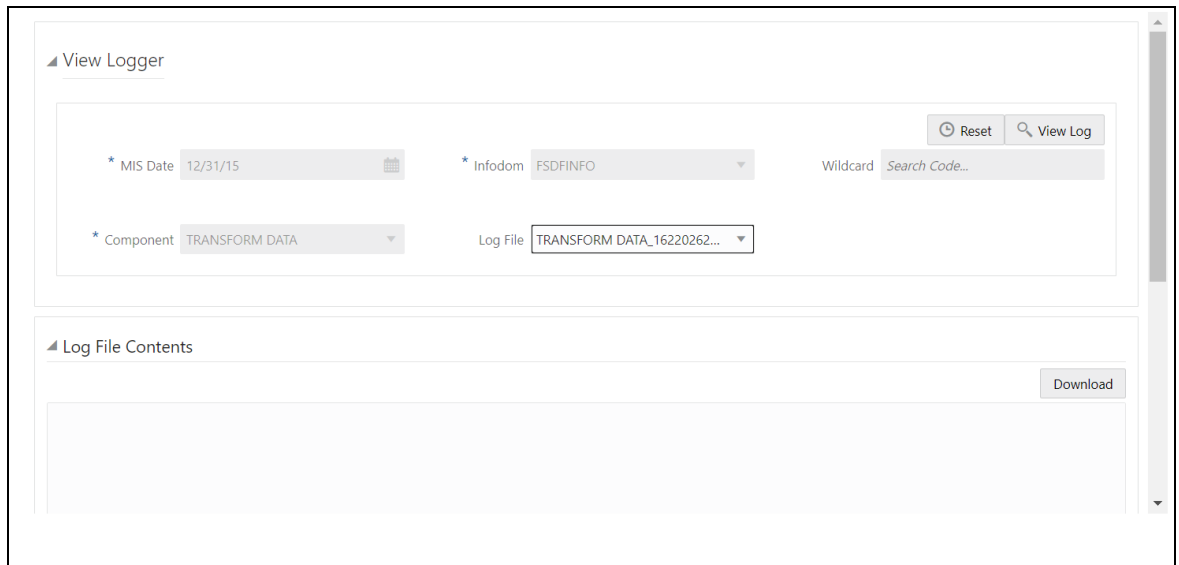 View Logger
Reset View Log
* MIS Date 12/31/15 * Infodom FSDFINFO Wildcard Search Code...
* Component TRANSFORM DATA Log File TRANSFORM DATA_16220262...
Log File Contents
Download